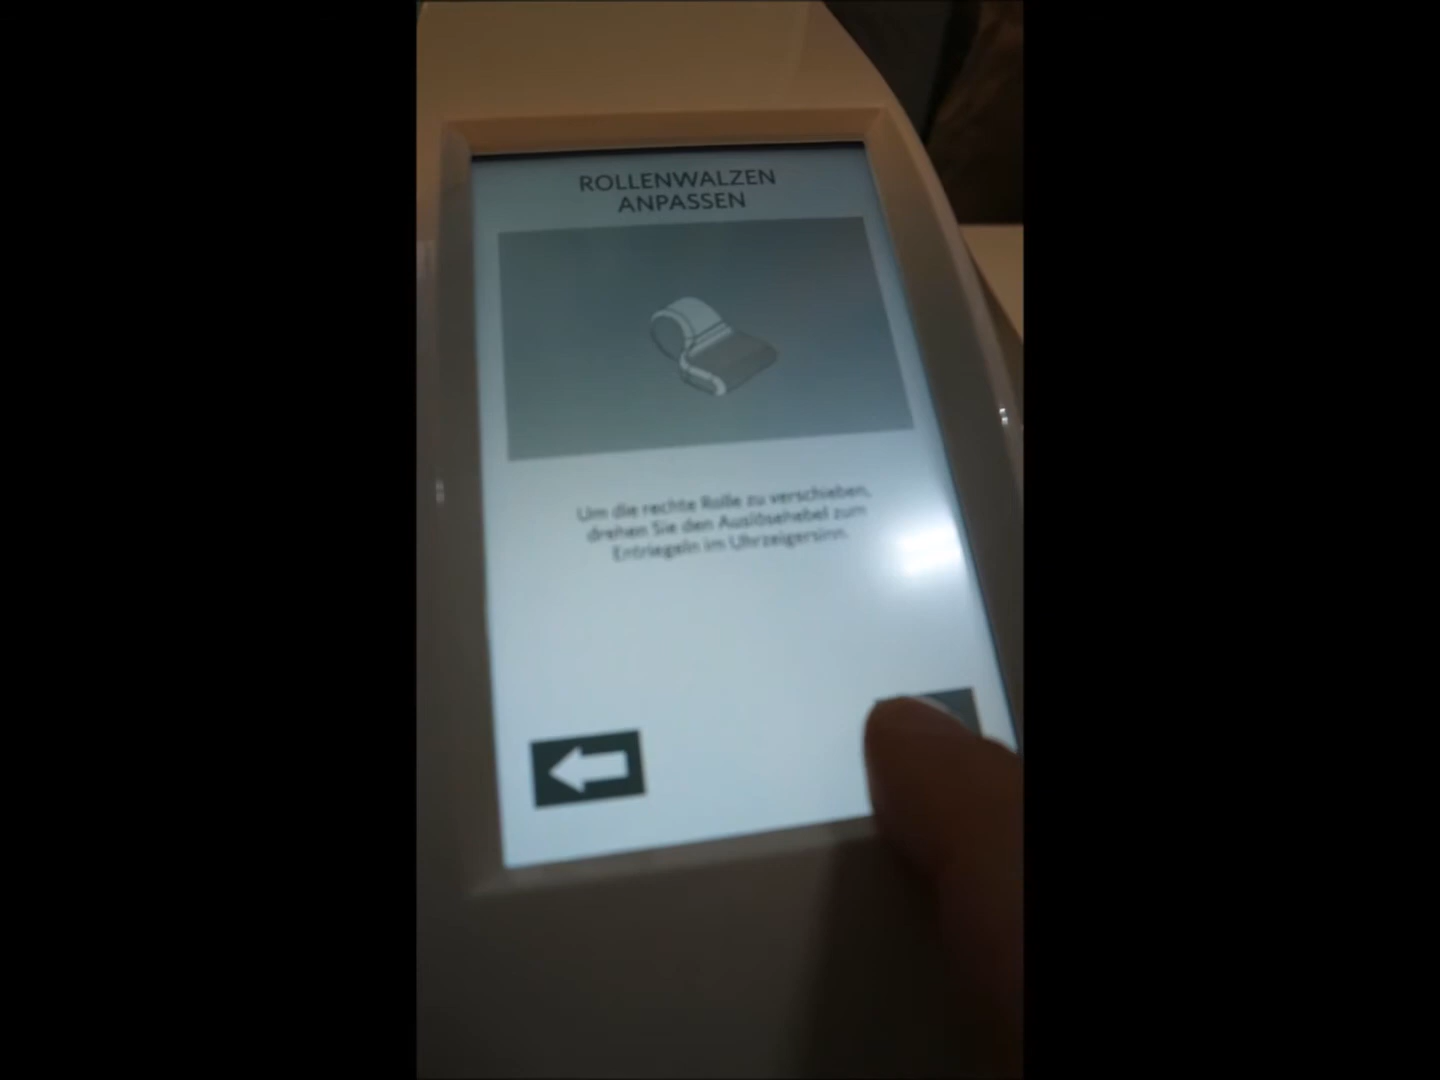 ROLLENWALZEN
ANPASSEN
Um die rechte Rolle zu verschieben,
drehen Sie den Auslösehebel zum
Entriegeln im Uhrzeigersinn.